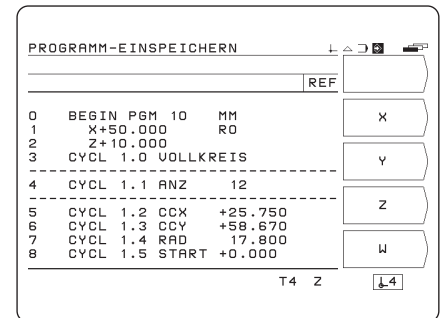 PROGRAMM-EINSPEICHERN
REF
0 BEGIN PGM 10 MM
1 X+50.000 R0
2 Z+10.000
3 CYCL 1.0 VOLLKREIS
4 CYCL 1.1 ANZ 12
5 CYCL 1.2 CCX +25.750
6 CYCL 1.3 CCY +58.670
7 CYCL 1.4 RAD 17.800
8 CYCL 1.5 START +0.000
T4 Z
X
Y
Z
W
4